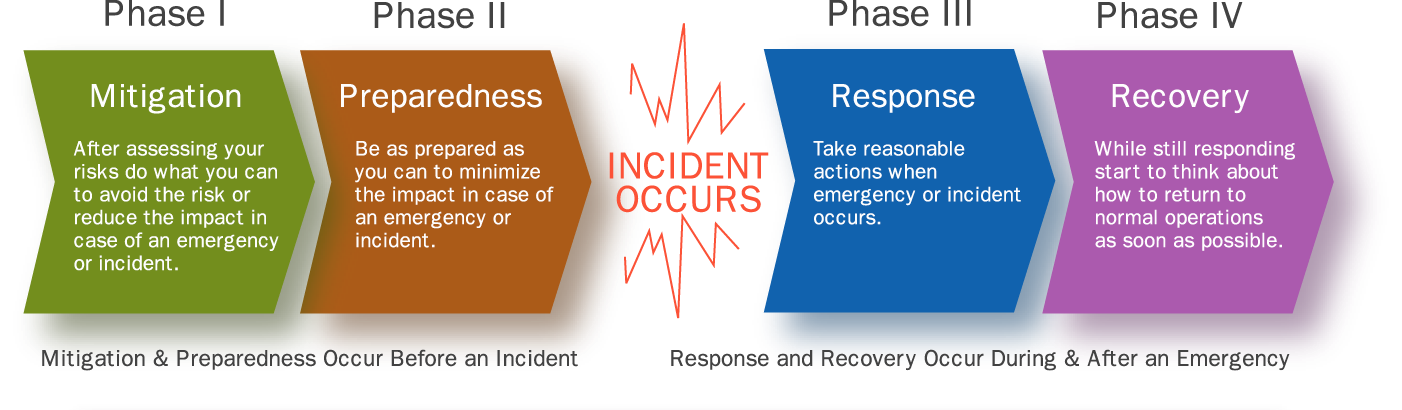 Phase I
Phase II
Phase III
Phase IV
Mitigation
After assessing your
risks do what you can
to avoid the risk or
reduce the impact in
case of an emergency
or incident.
Preparedness
Be as prepared as
you can to minimize
the impact in case of
an emergency or
incident.
INCIDENT
OCCURS
Response
Take reasonable
actions when
emergency or incident
occurs.
Recovery
While still responding
start to think about
how to return to
normal operations
as soon as possible.
Mitigation & Preparedness Occur Before an Incident
Response and Recovery Occur During & After an Emergency